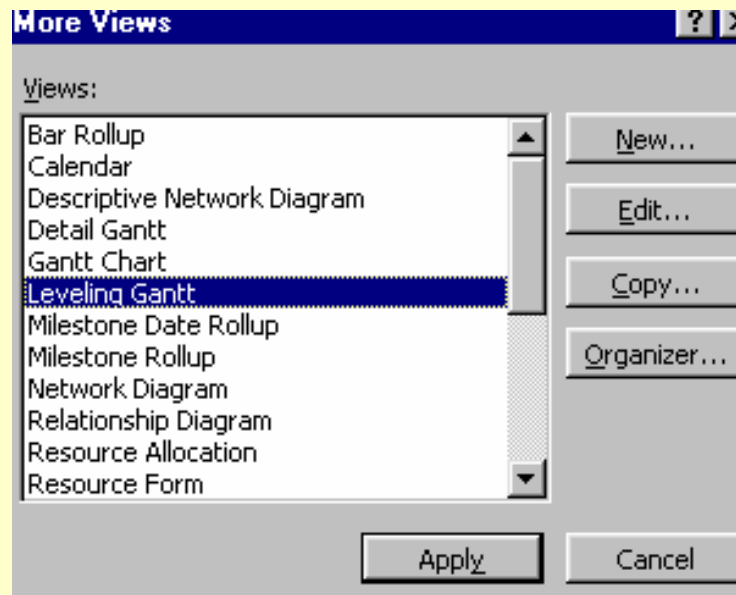 More Views
Views:
Bar Rollup
Calendar
Descriptive Network Diagram
Detail Gantt
Gantt Chart
Leveling Gantt
Milestone Date Rollup
Milestone Rollup
Network Diagram
Relationship Diagram
Resource Allocation
Resource Form
New...
Edit...
Copy...
Organizer...
Apply
Cancel